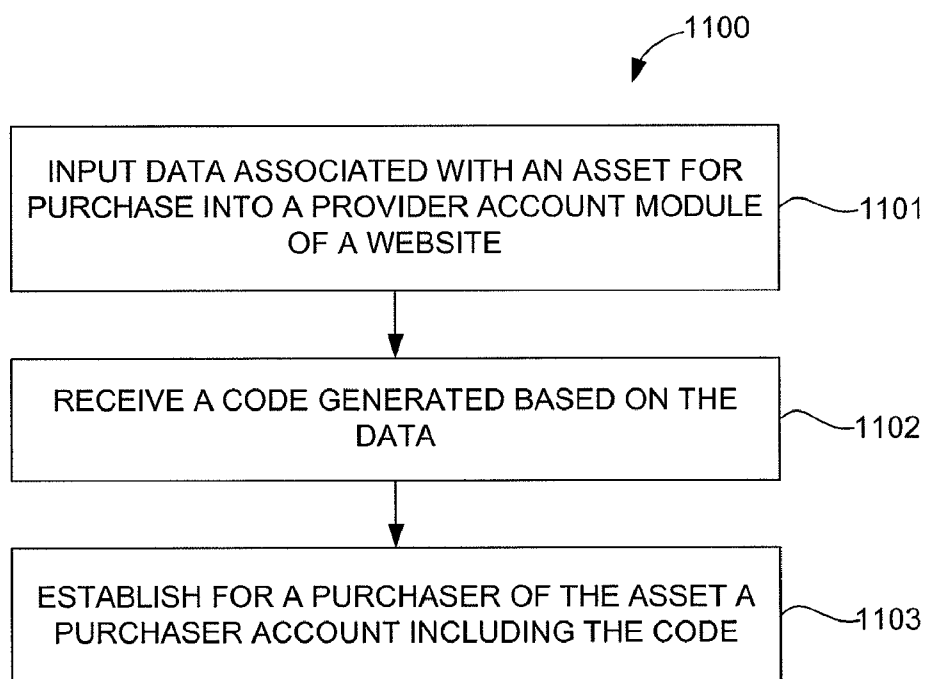 1100
INPUT DATA ASSOCIATED WITH AN ASSET FOR
PURCHASE INTO A PROVIDER ACCOUNT MODULE
OF A WEBSITE
1101
RECEIVE A CODE GENERATED BASED ON THE
DATA
1102
ESTABLISH FOR A PURCHASER OF THE ASSET A
PURCHASER ACCOUNT INCLUDING THE CODE
1103